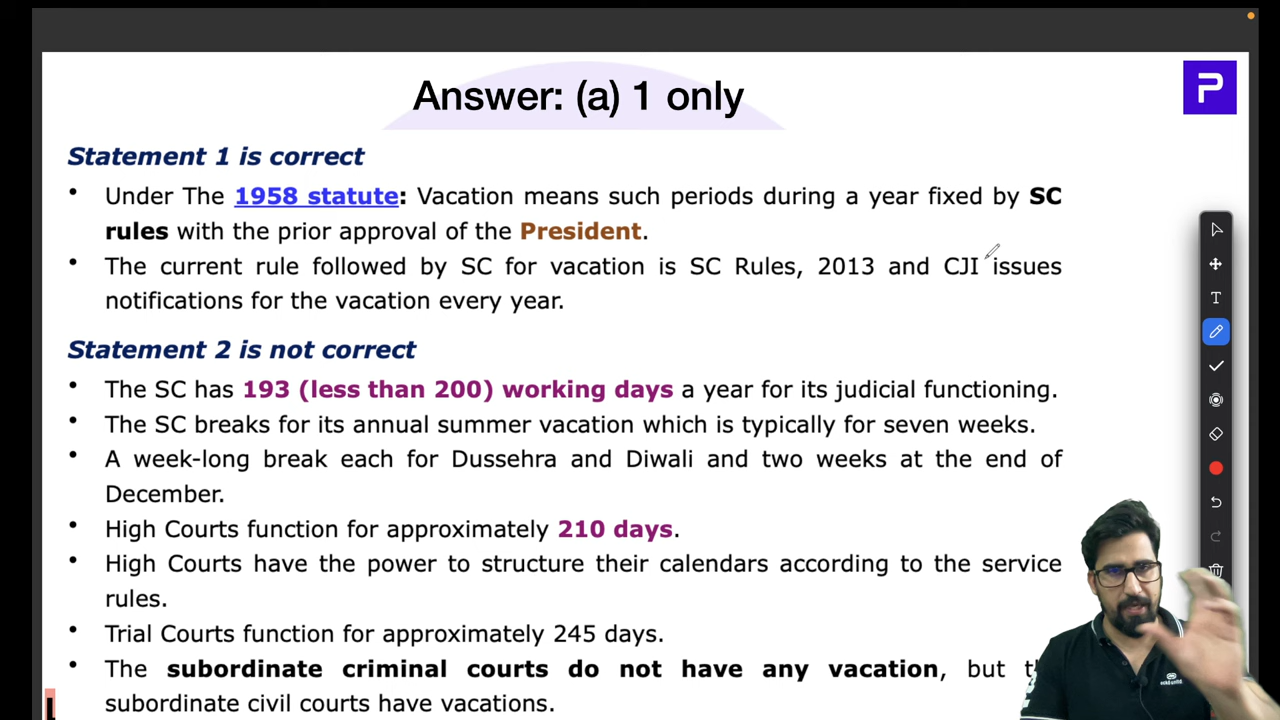 Answer: (a) 1 only
P
Statement 1 is correct
• Under The 1958 statute: Vacation means such periods during a year fixed by SC
rules with the prior approval of the President.
• The current rule followed by SC for vacation is SC Rules, 2013 and CJI issues
notifications for the vacation every year.
T
Statement 2 is not correct
• The SC has 193 (less than 200) working days a year for its judicial functioning.
• The SC breaks for its annual summer vacation which is typically for seven weeks.
• A week-long break each for Dussehra and Diwali and two weeks at the end of
December.
• High Courts function for approximately 210 days.
• High Courts have the power to structure their calendars according to the service
rules.
• Trial Courts function for approximately 245 days.
• The subordinate criminal courts do not have any vacation, but
subordinate civil courts have vacations.